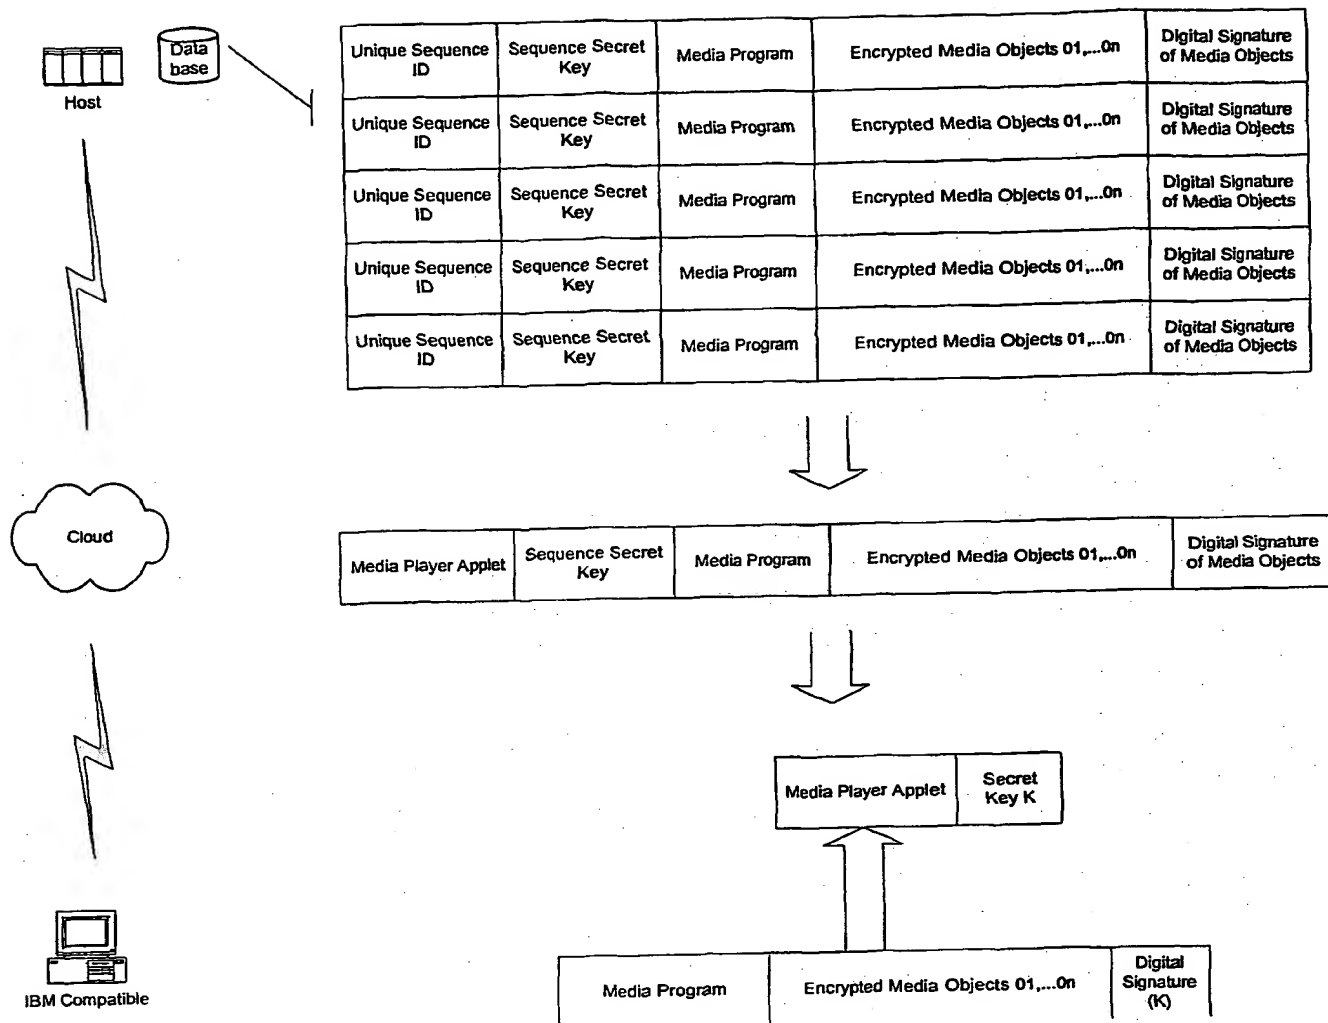 Data
base
Host
Unique Sequence
ID
Sequence Secret
Key
Media Program
Encrypted Media Objects 01,...0n
Digital Signature
of Media Objects
Unique Sequence
ID
Sequence Secret
Key
Media Program
Encrypted Media Objects 01,...0n
Digital Signature
of Media Objects
Unique Sequence
ID
Sequence Secret
Key
Media Program
Encrypted Media Objects 01,...0n
Digital Signature
of Media Objects
Unique Sequence
ID
Sequence Secret
Key
Media Program
Encrypted Media Objects 01,...0n
Digital Signature
of Media Objects
Unique Sequence
ID
Sequence Secret
Key
Media Program
Encrypted Media Objects 01,...0n
Digital Signature
of Media Objects
Cloud
Media Player Applet
Sequence Secret
Key
Media Program
Encrypted Media Objects 01,...0n
Digital Signature
of Media Objects
Media Player Applet
Secret
Key K
IBM Compatible
Media Program
Encrypted Media Objects 01,...0n
Digital
Signature
(K)